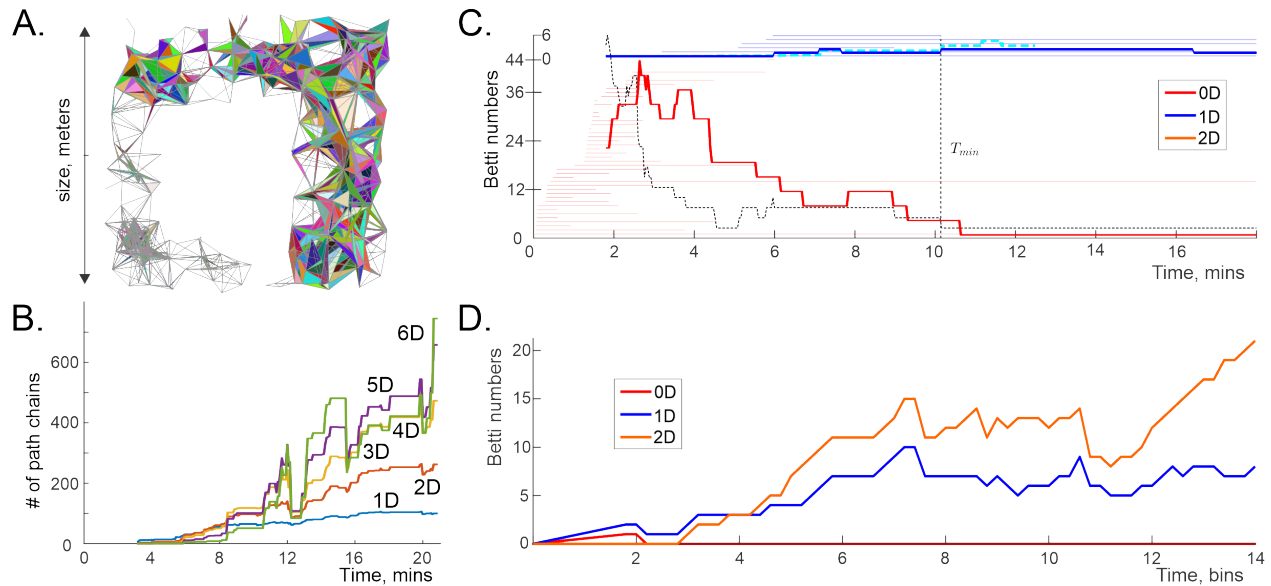 A.
size, meters
B.
# of path chains
600
400
200
0
6D
5D
4D
3D
2D
1D
0 4 8 12 16 20
Time, mins
C.
Betti numbers
6
0
44
36
24
12
0
0D
1D
2D
Tmin
0 2 4 6 8 10 12 14 16
Time, mins
D.
Betti numbers
20
15
10
5
0
0D
1D
2D
2 4 6 8 10 12 14
Time, bins